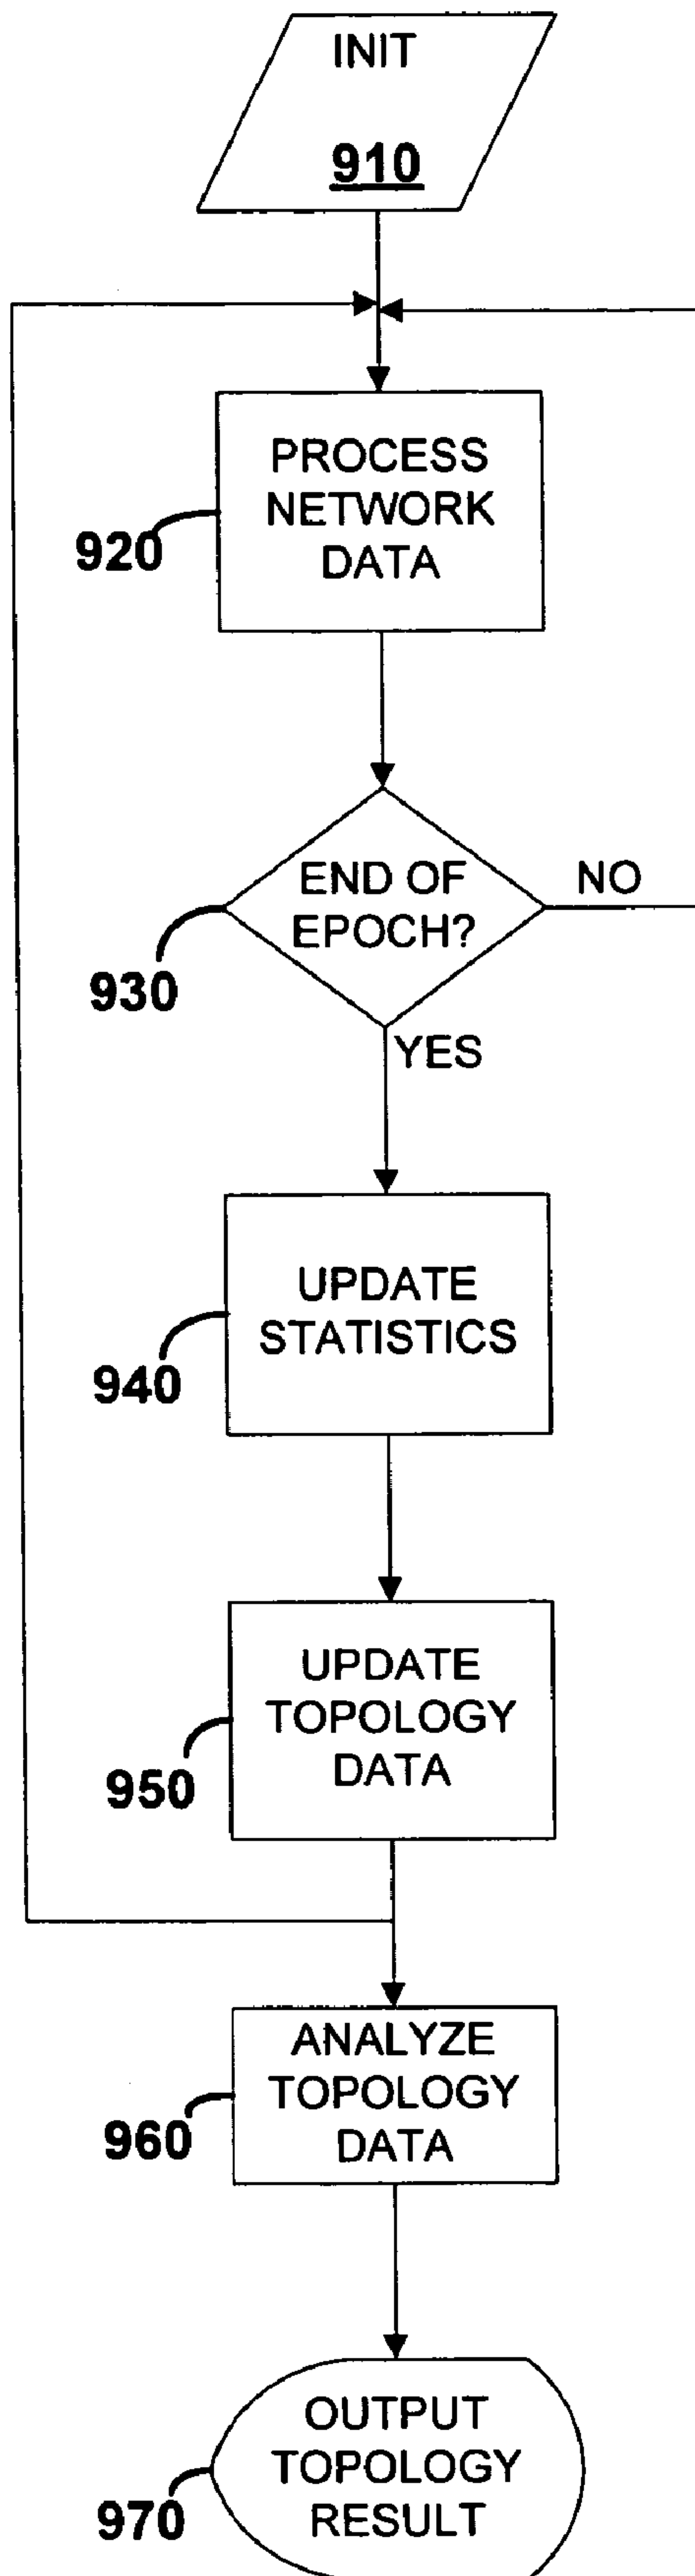 INIT
910
PROCESS
NETWORK
DATA
920
END OF
EPOCH?
NO
930
YES
UPDATE
STATISTICS
940
UPDATE
TOPOLOGY
DATA
950
ANALYZE
TOPOLOGY
DATA
960
OUTPUT
TOPOLOGY
RESULT
970